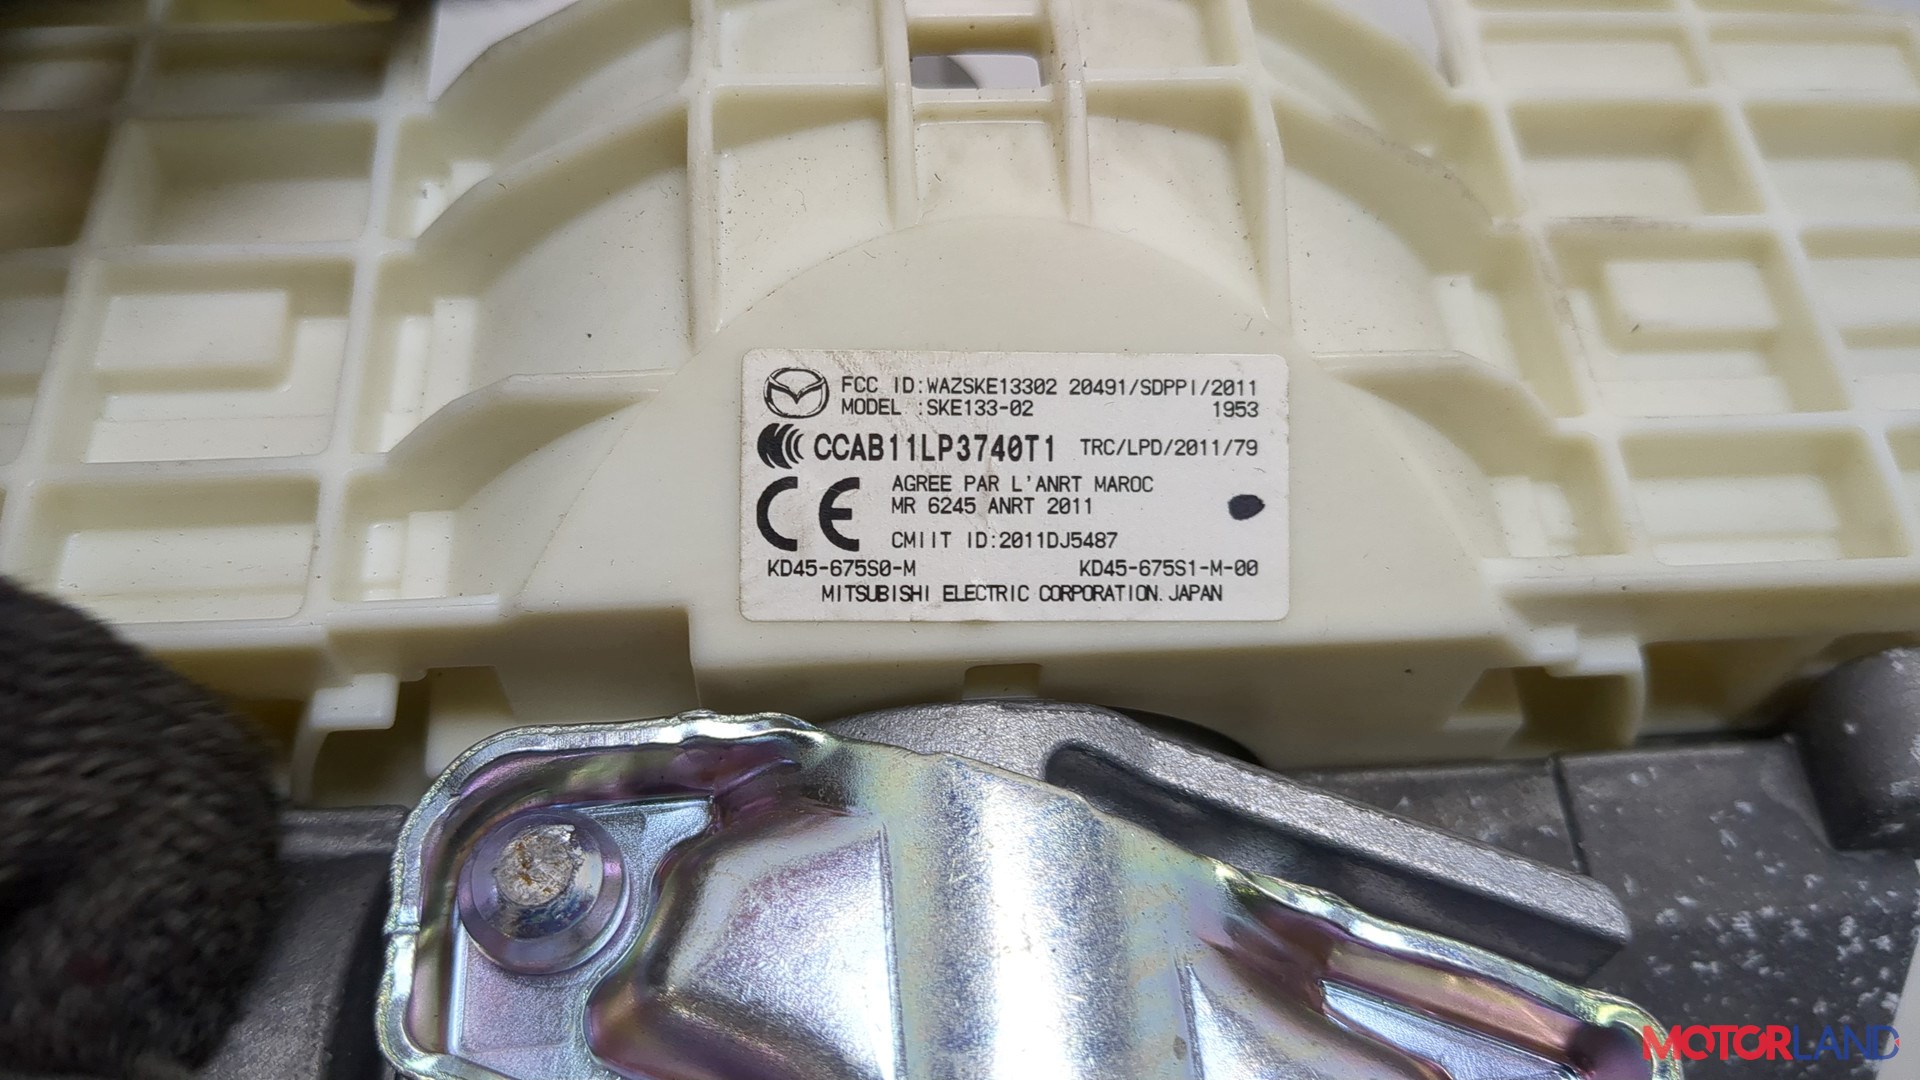 FCC ID:WAZSKE13302 20491/SDPPI/2011
MODEL :SKE133-02 1953
CCAB11LP3740T1 TRC/LPD/2011/79
CE AGREE PAR L'ANRT MAROC
MR 6245 ANRT 2011
CMIIT ID:2011DJ5487
KD45-675S0-M KD45-675S1-M-00
MITSUBISHI ELECTRIC CORPORATION. JAPAN
MOTORLAND